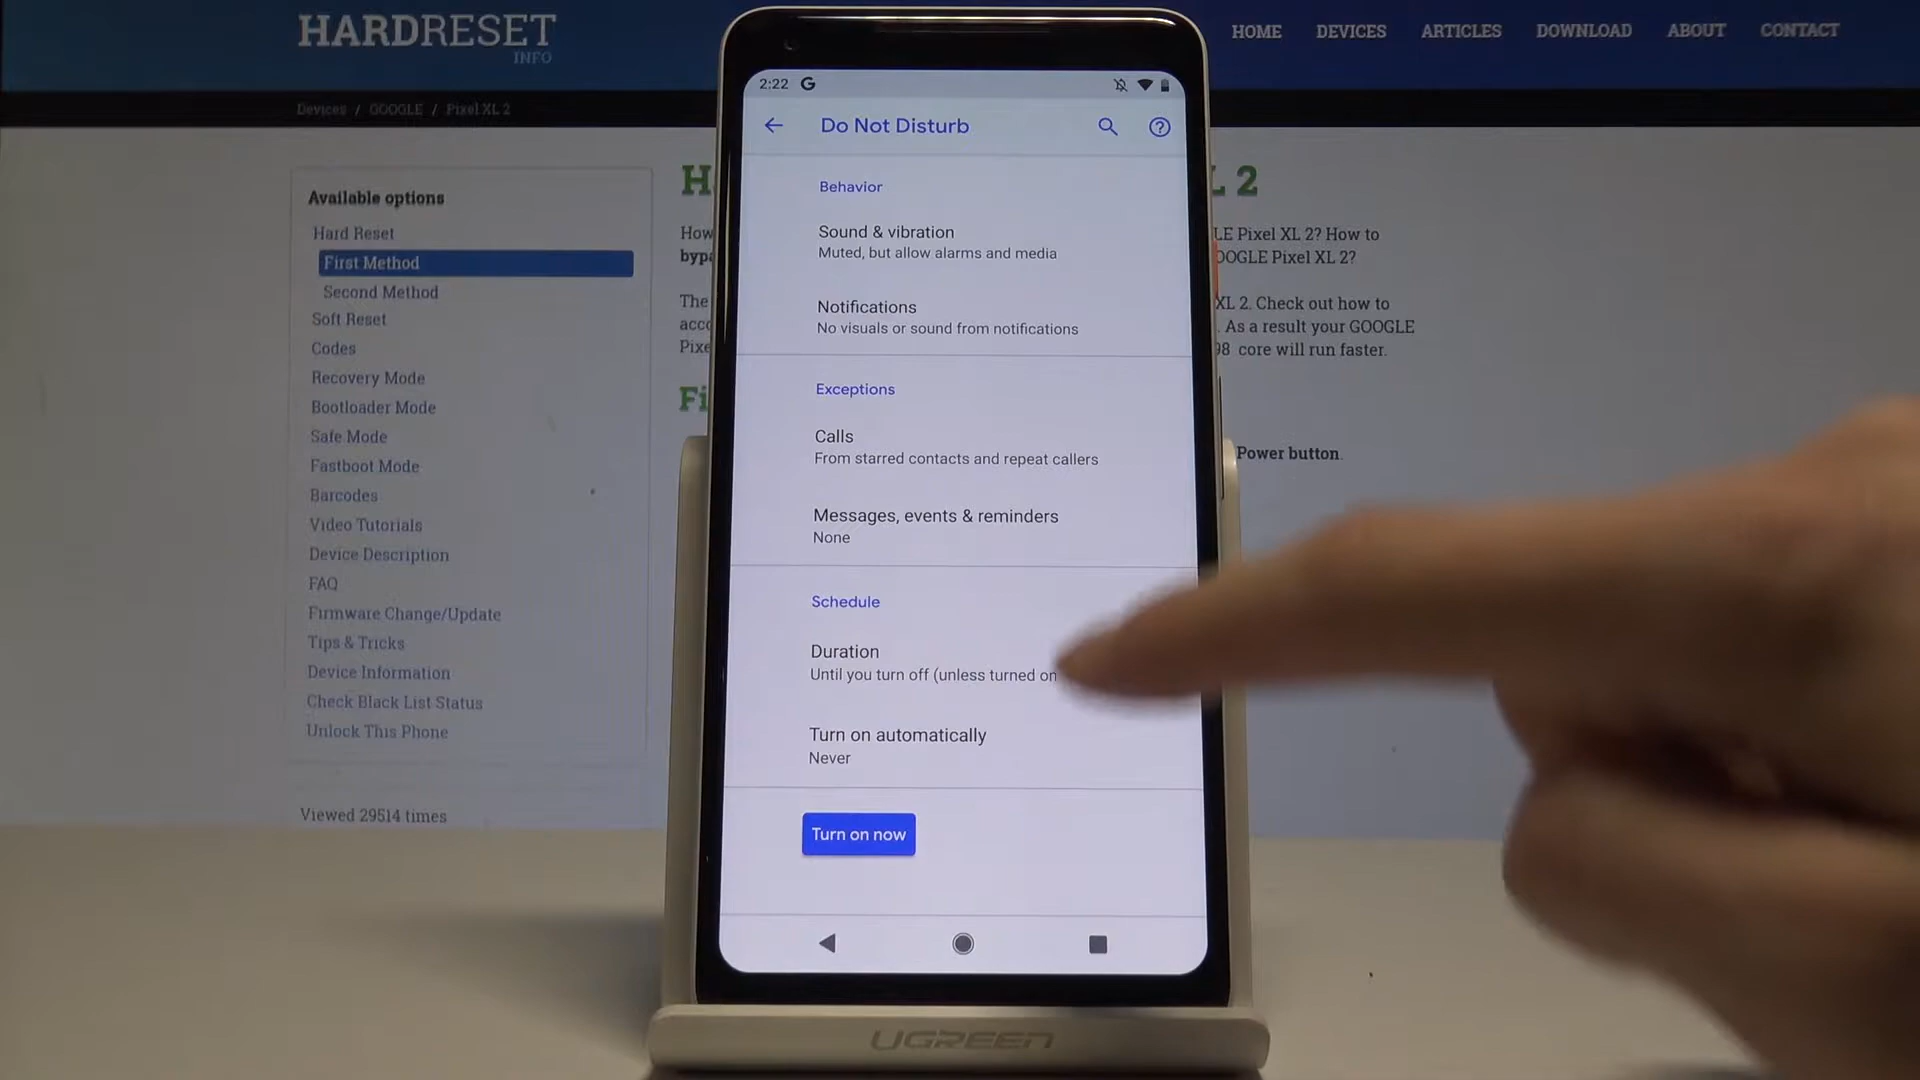 HARDRESET
INFO
HOME DEVICES ARTICLES DOWNLOAD ABOUT CONTACT
Devices / GOOGLE / Pixel XL 2
Available options
Hard Reset
First Method
Second Method
Soft Reset
Codes
Recovery Mode
Bootloader Mode
Safe Mode
Fastboot Mode
Barcodes
Video Tutorials
Device Description
FAQ
Firmware Change/Update
Tips & Tricks
Device Information
Check Black List Status
Unlock This Phone
Viewed 29514 times
2:22 G
Do Not Disturb
Behavior
Sound & vibration
Muted, but allow alarms and media
Notifications
No visuals or sound from notifications
Exceptions
Calls
From starred contacts and repeat callers
Messages, events & reminders
None
Schedule
Duration
Until you turn off (unless turned on
Turn on automatically
Never
Turn on now
L 2
How
LE Pixel XL 2? How to
OOGLE Pixel XL 2?
The
XL 2. Check out how to
. As a result your GOOGLE
Pixe
98 core will run faster.
Power button.
UGREEN